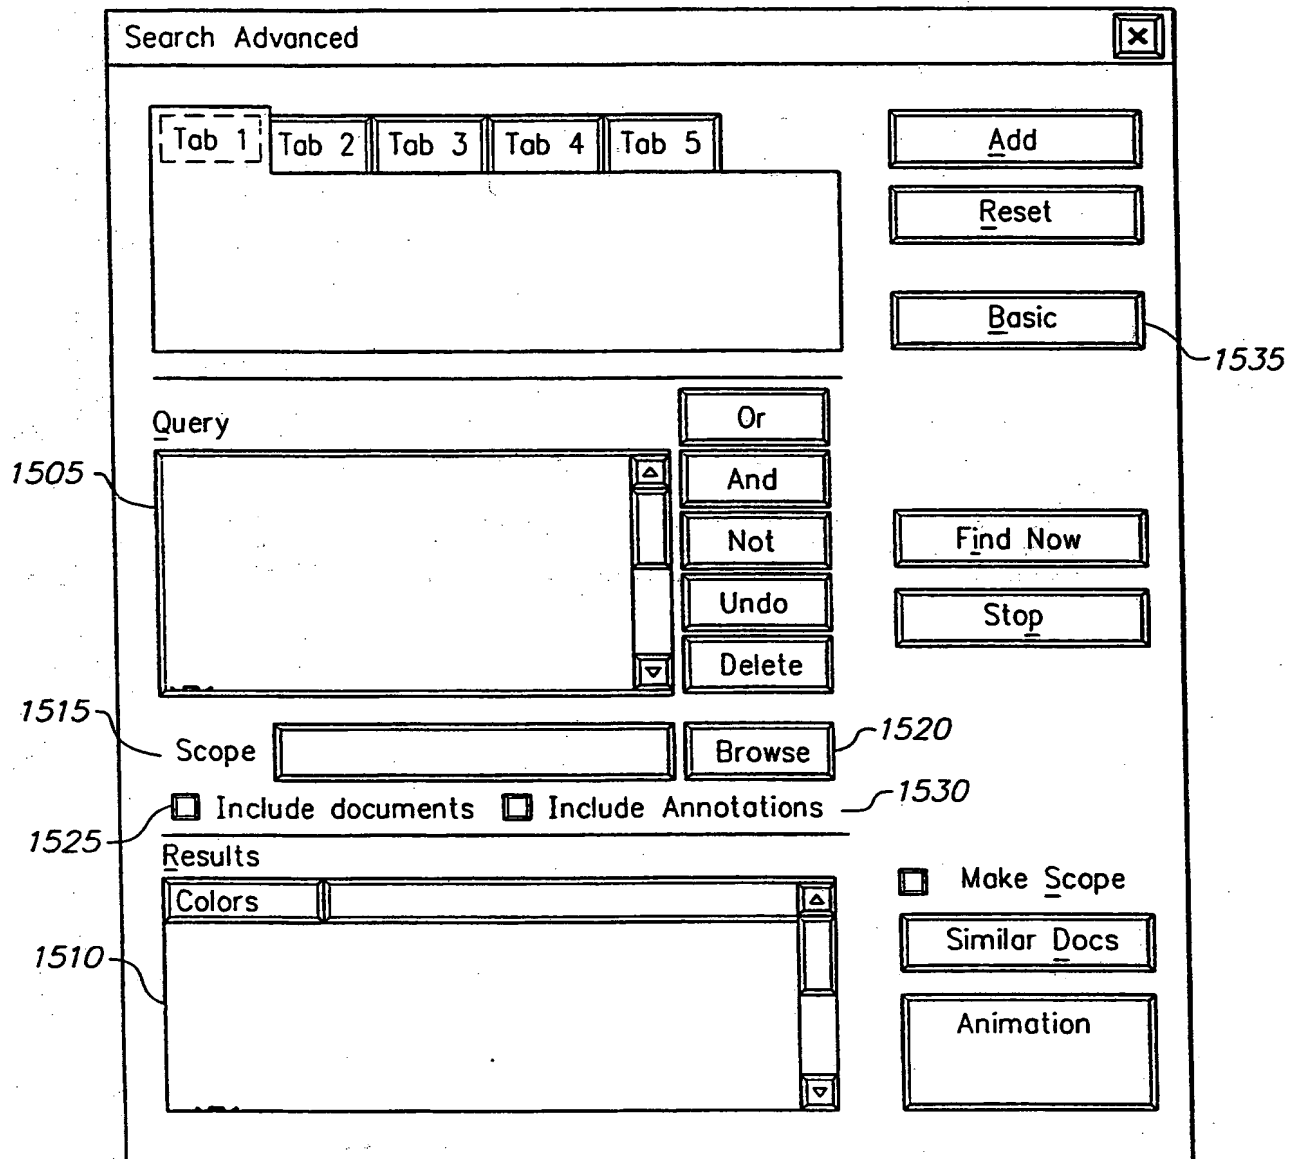 Search Advanced
Tab 1 Tab 2 Tab 3 Tab 4 Tab 5
Add
Reset
Basic
1535
Query
Or
1505
And
Not
Find Now
Undo
Stop
Delete
1515
Scope
Browse
1520
Include documents Include Annotations
1530
1525
Results
Colors
Make Scope
Similar Docs
1510
Animation